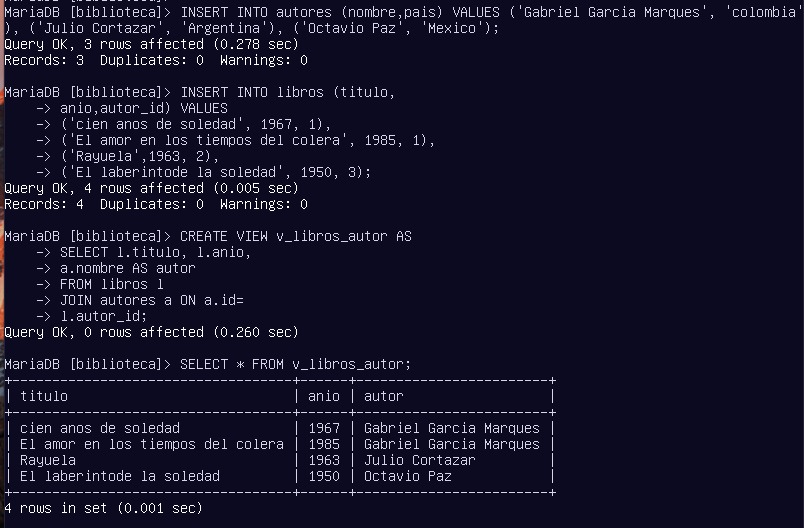 MariaDB [biblioteca]> INSERT INTO autores (nombre,pais) VALUES ('Gabriel Garcia Marques', 'colombia'
), ('Julio Cortazar', 'Argentina'), ('Octavio Paz', 'Mexico');
Query OK, 3 rows affected (0.278 sec)
Records: 3  Duplicates: 0  Warnings: 0

MariaDB [biblioteca]> INSERT INTO libros (titulo,
    -> anio,autor_id) VALUES
    -> ('cien anos de soledad', 1967, 1),
    -> ('El amor en los tiempos del colera', 1985, 1),
    -> ('Rayuela',1963, 2),
    -> ('El laberintode la soledad', 1950, 3);
Query OK, 4 rows affected (0.005 sec)
Records: 4  Duplicates: 0  Warnings: 0

MariaDB [biblioteca]> CREATE VIEW v_libros_autor AS
    -> SELECT l.titulo, l.anio,
    -> a.nombre AS autor
    -> FROM libros l
    -> JOIN autores a ON a.id=
    -> l.autor_id;
Query OK, 0 rows affected (0.260 sec)

MariaDB [biblioteca]> SELECT * FROM v_libros_autor;
+-----------------------------------+------+------------------------+
| titulo                            | anio | autor                  |
+-----------------------------------+------+------------------------+
| cien anos de soledad              | 1967 | Gabriel Garcia Marques |
| El amor en los tiempos del colera | 1985 | Gabriel Garcia Marques |
| Rayuela                           | 1963 | Julio Cortazar         |
| El laberintode la soledad         | 1950 | Octavio Paz            |
+-----------------------------------+------+------------------------+
4 rows in set (0.001 sec)